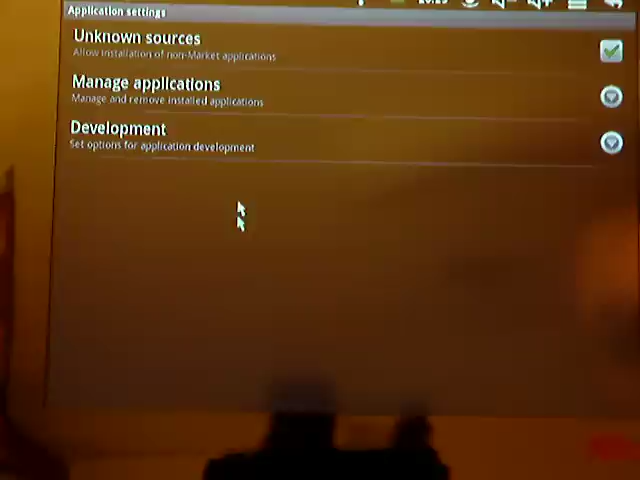 Application settings
Unknown sources
Allow installation of non-Market applications
Manage applications
Manage and remove installed applications
Development
Set options for application development